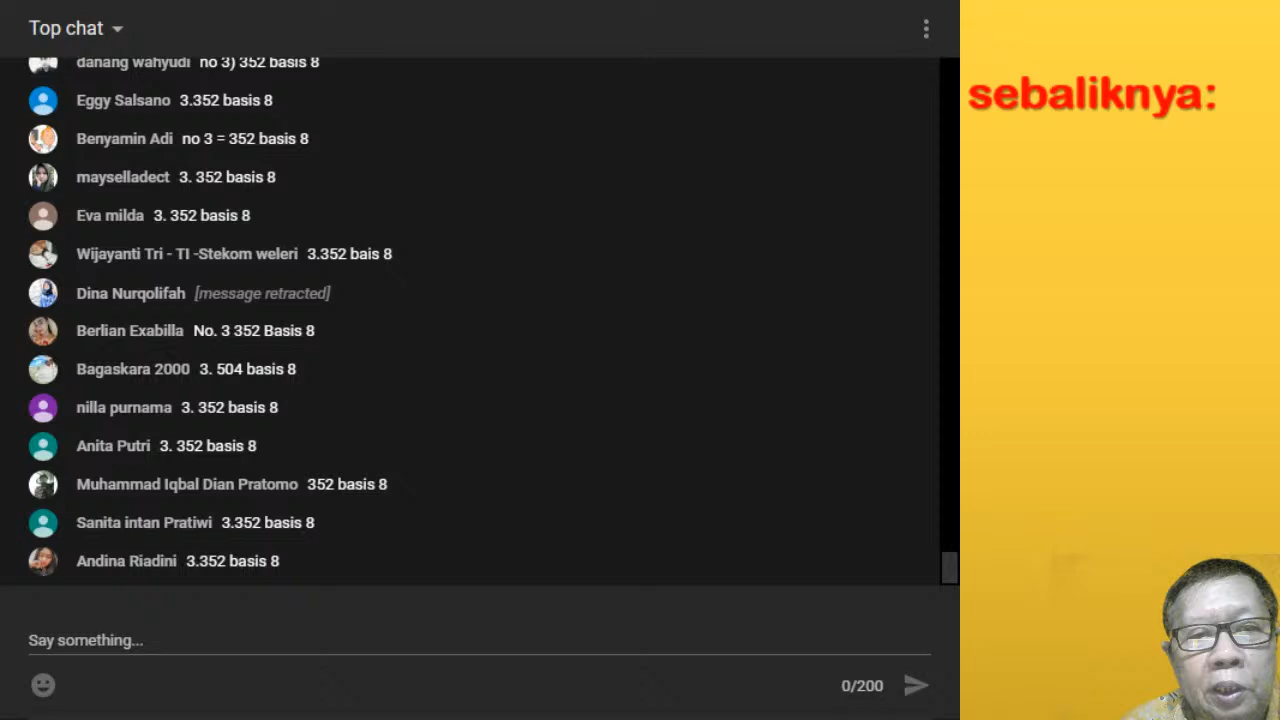 Top chat
danang wahyudi no 3) 352 basis 8
Eggy Salsano 3.352 basis 8
Benyamin Adi no 3 = 352 basis 8
mayselladect 3. 352 basis 8
Eva milda 3. 352 basis 8
Wijayanti Tri - TI -Stekom weleri 3.352 bais 8
Dina Nurqolifah [message retracted]
Berlian Exabilla No. 3 352 Basis 8
Bagaskara 2000 3. 504 basis 8
nilla purnama 3. 352 basis 8
Anita Putri 3. 352 basis 8
Muhammad Iqbal Dian Pratomo 352 basis 8
Sanita intan Pratiwi 3.352 basis 8
Andina Riadini 3.352 basis 8
Say something...
0/200
sebaliknya: